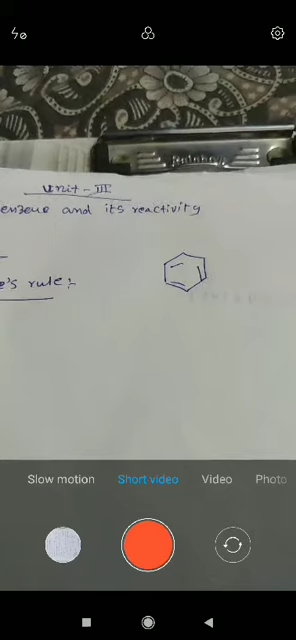 Unit-III
enzene and its reactivity
e's rule:-
Slow motion
Short video
Video
Photo